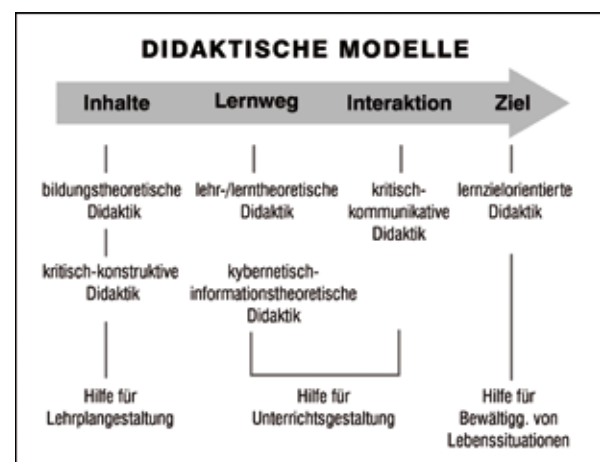 DIDAKTISCHE MODELLE
Inhalte Lernweg Interaktion Ziel
bildungstheoretische
Didaktik
lehr-/lerntheoretische
Didaktik
kritisch-
kommunikative
Didaktik
lernzielorientierte
Didaktik
kritisch-konstruktive
Didaktik
kybernetisch-
informationstheoretische
Didaktik
Hilfe für
Lehrplangestaltung
Hilfe für
Unterrichtsgestaltung
Hilfe für
Bewältigg. von
Lebenssituationen